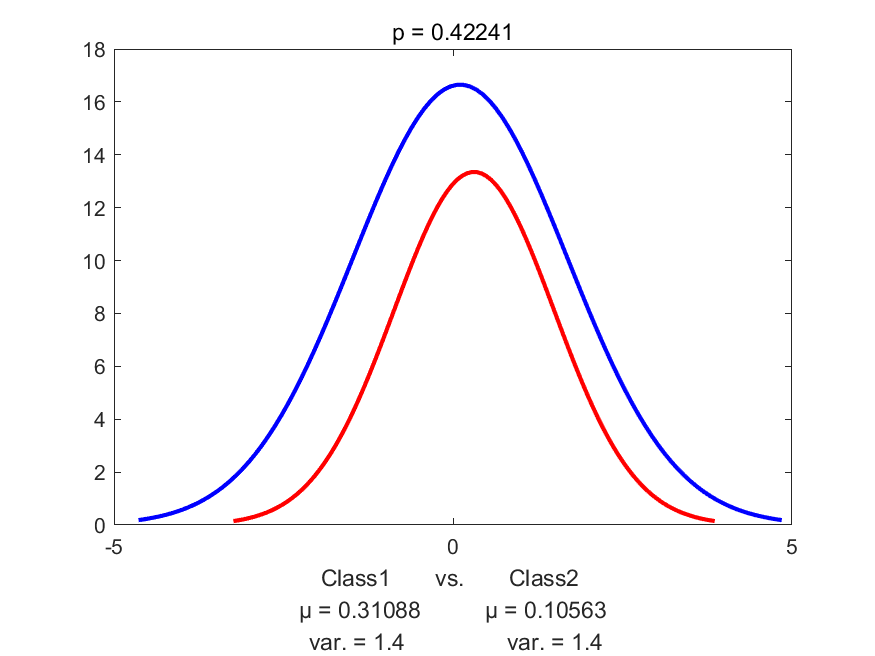 p = 0.42241
18
16
14
12
10
8
6
4
2
0
-5 0 5
Class1 vs. Class2
μ = 0.31088 μ = 0.10563
var. = 1.4 var. = 1.4